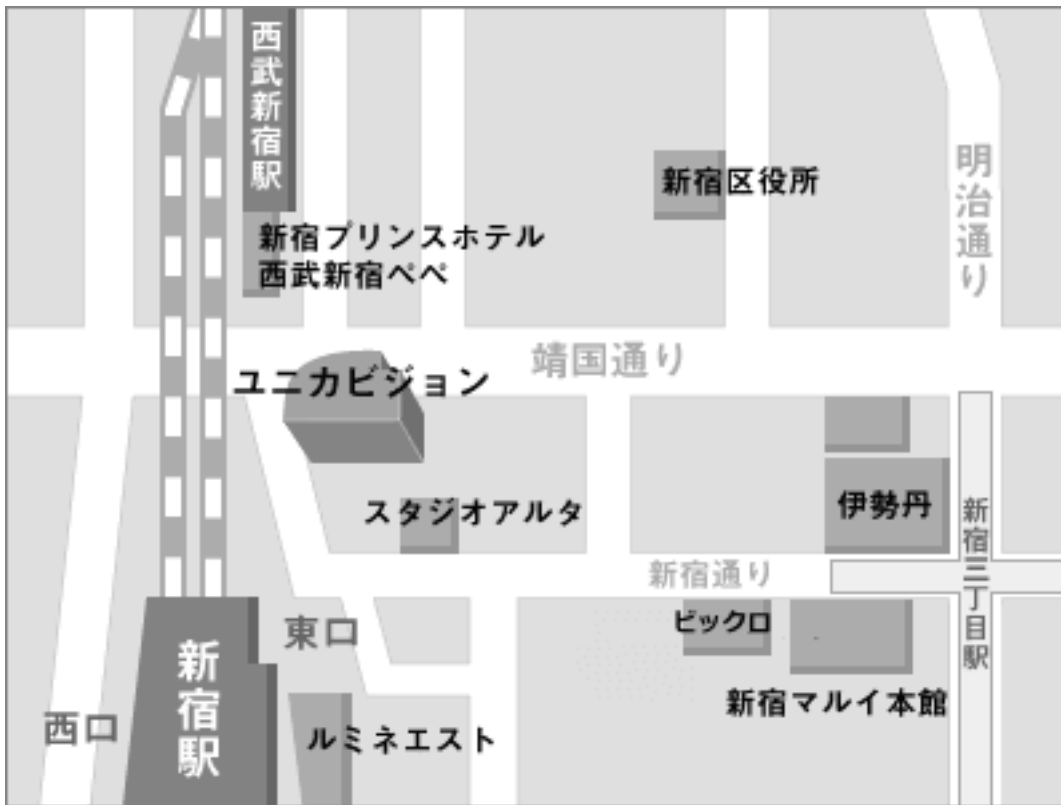 西武新宿駅
新宿区役所
明治通り
新宿プリンスホテル
西武新宿ペペ
靖国通り
ユニカビジョン
スタジオアルタ
伊勢丹
新宿三丁目駅
新宿通り
ビックロ
東口
新宿駅
新宿マルイ本館
西口
ルミネエスト